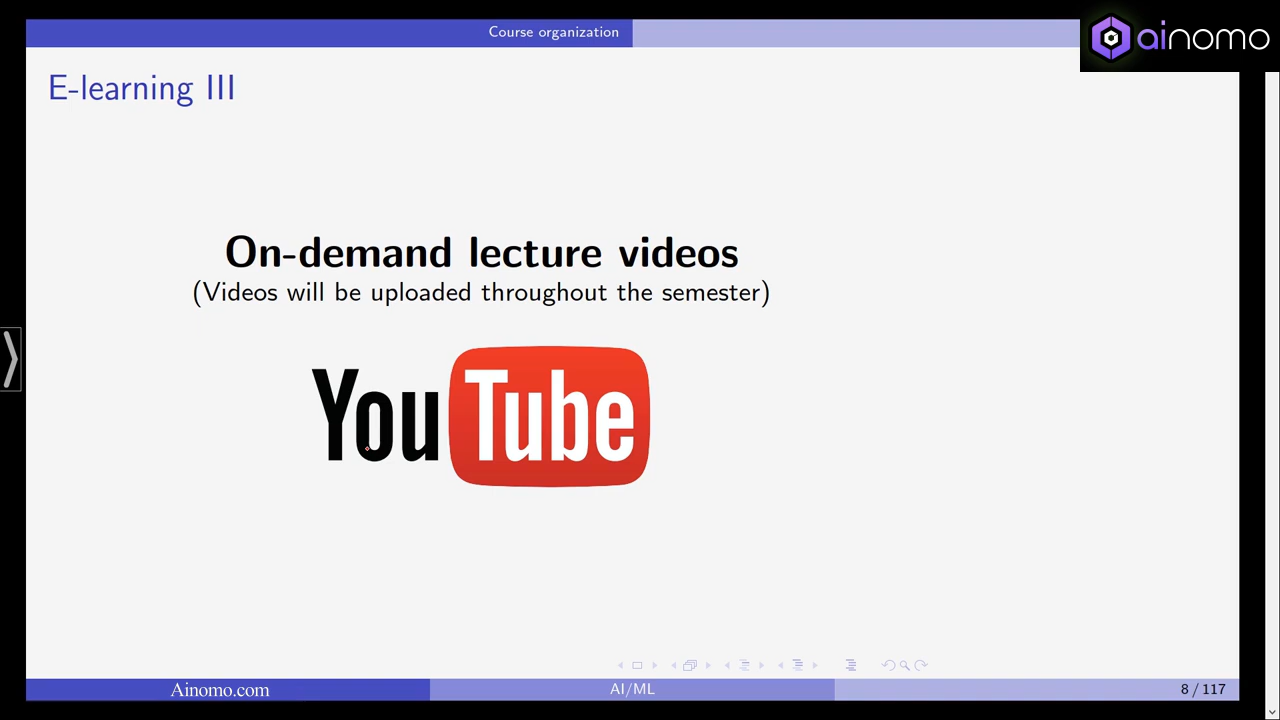 Course organization
ainomo
E-learning III
On-demand lecture videos
(Videos will be uploaded throughout the semester)
YouTube
Ainomo.com
AI/ML
8 / 117